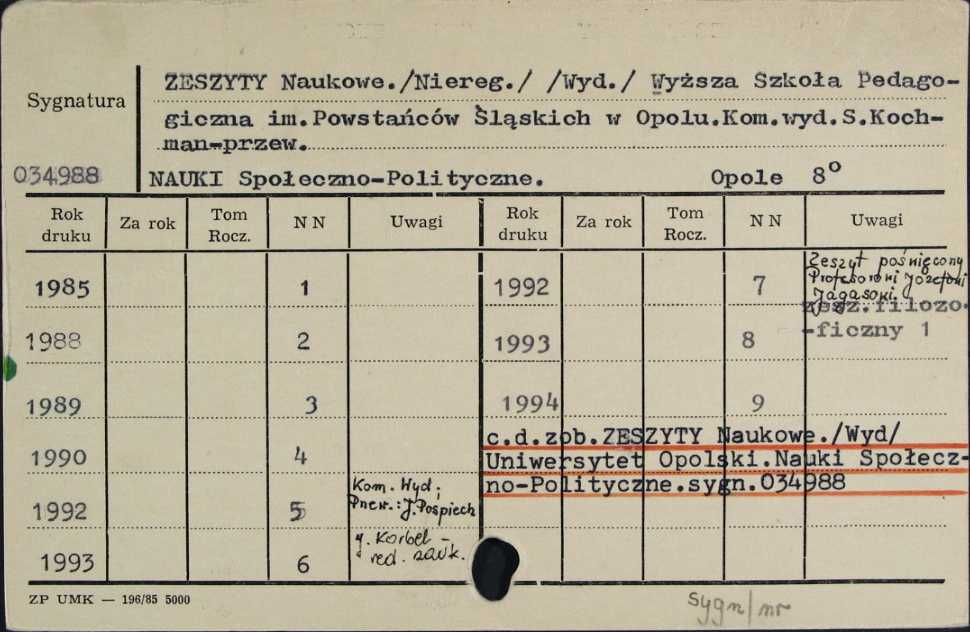 ZESZYTY Naukowe./Niereg./ /Wyd./ Wyższa Szkoła Pedago-
Sygnatura
giczna im.Powstańców Śląskich w Opolu.Kom.wyd.S.Koch-
man-przew.
034988
NAUKI Społeczno-Polityczne. Opole 8°
Rok druku Za rok Tom Rocz. N N Uwagi Rok druku Za rok Tom Rocz. N N Uwagi
1985 1 1992 7 Zeszyt poświęcony
Profesorowi Józefowi
zesz.filozo-
1988 2 1993 8 -ficzny 1
1989 3 1994 9
c.d.zob.ZESZYTY Naukowe./Wyd/
1990 4 Uniwersytet Opolski.Nauki Społecz-
no-Polityczne.sygn.034988
1992 5 Kom. Wyd.
Przew.: J. Pospiech
1993 6 J. Korbel -
red. nauk.
ZP UMK — 196/85 5000
sygn/nr